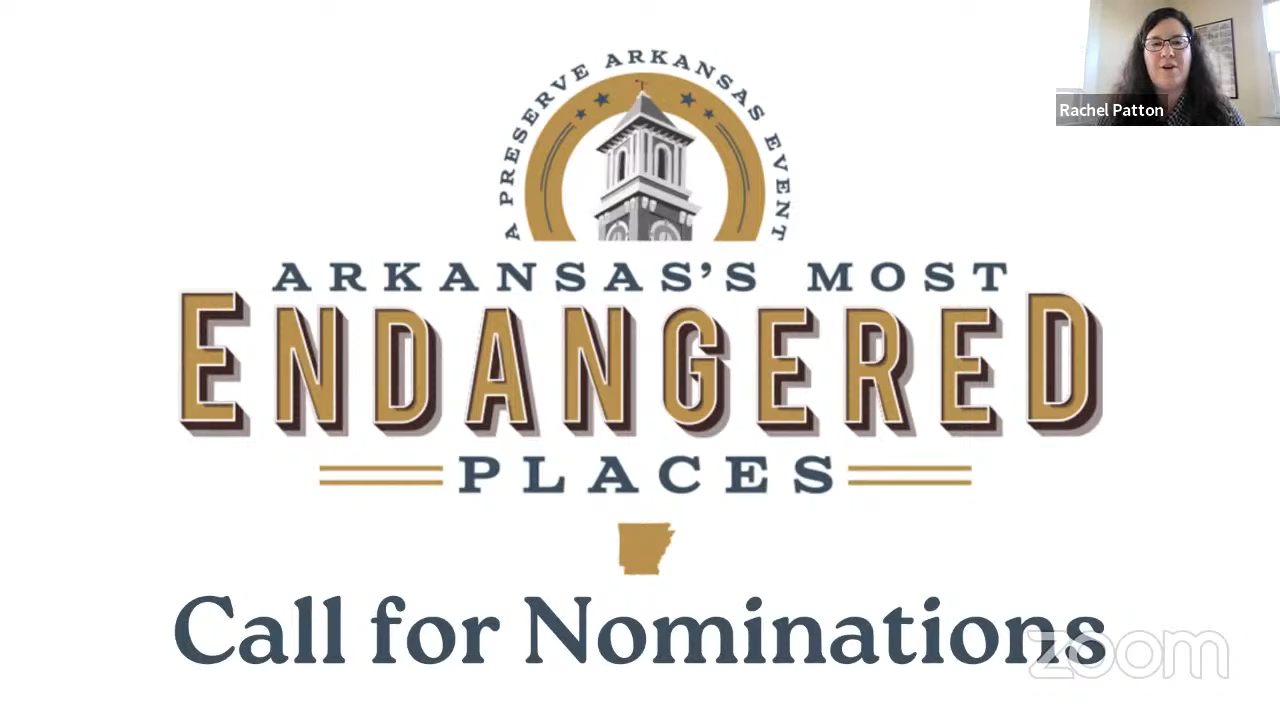 A PRESERVE ARKANSAS EVENT
Rachel Patton
ARKANSAS'S MOST
ENDANGERED
PLACES
Call for Nominations
zoom